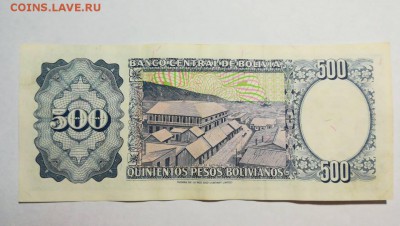 COINS.LAVE.RU
BANCO CENTRAL DE BOLIVIA
500
500
500
QUINIENTOS PESOS BOLIVIANOS